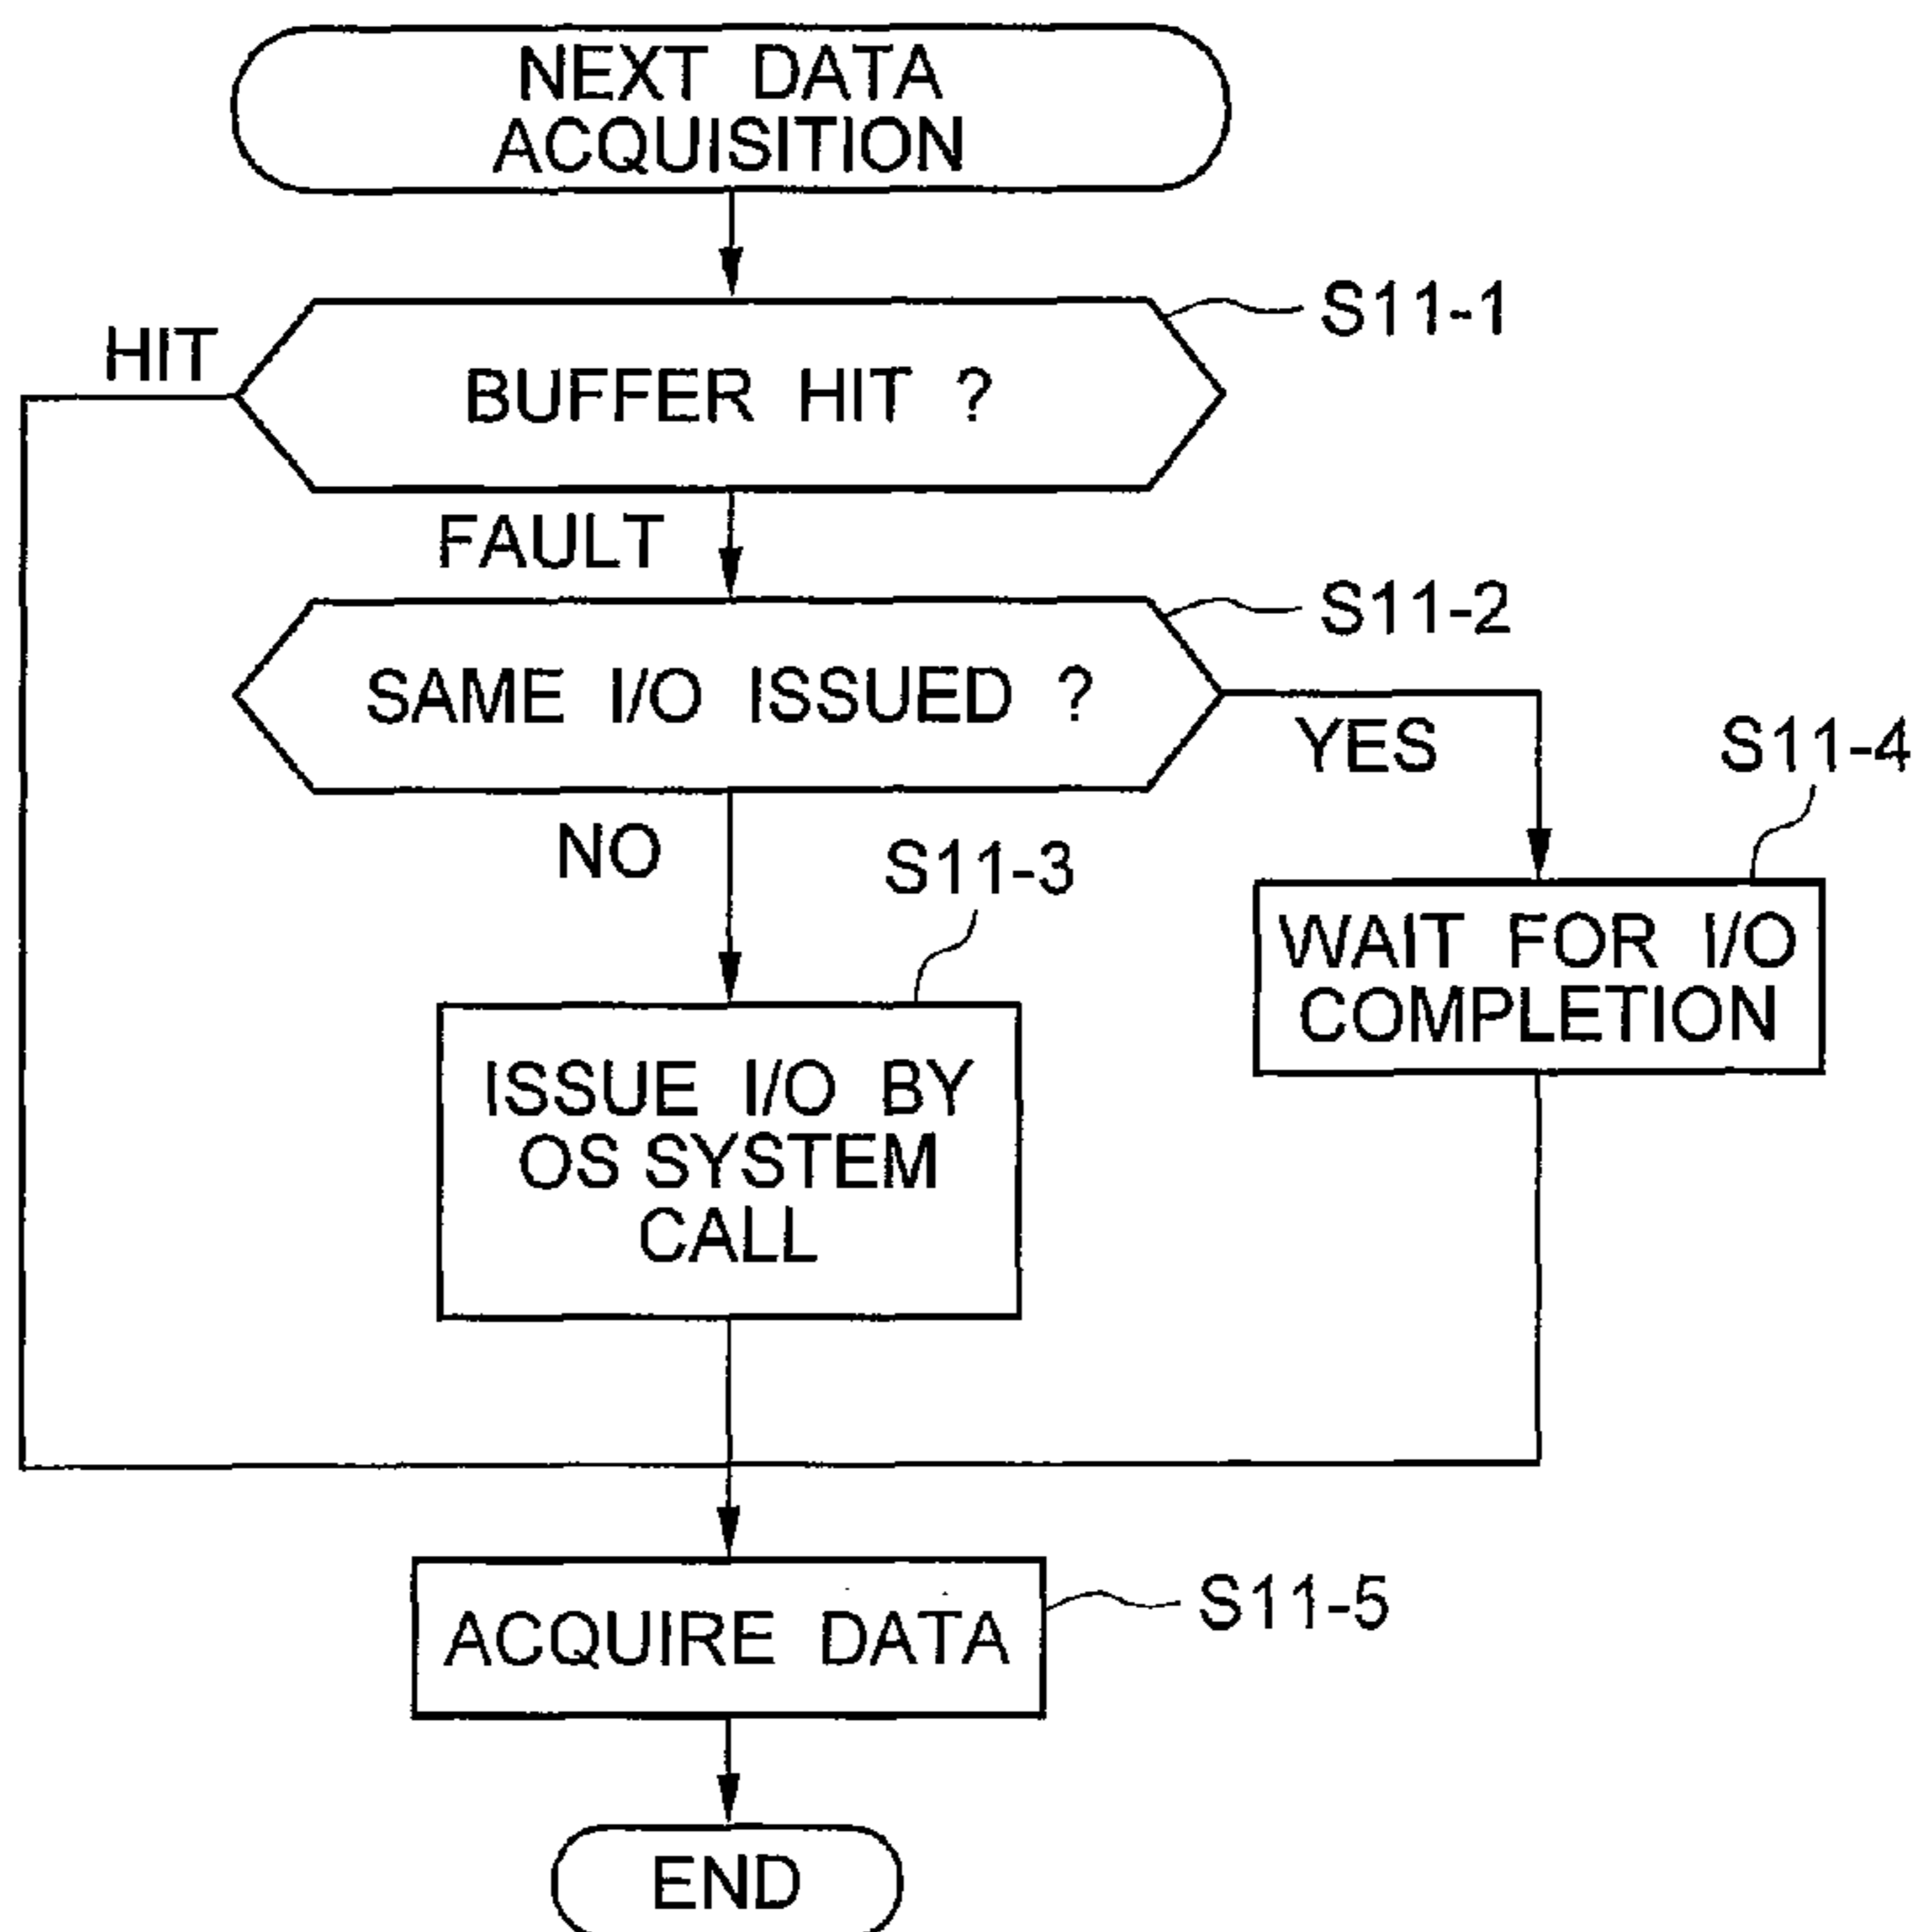 NEXT DATA
ACQUISITION
S11-1
HIT
BUFFER HIT ?
FAULT
S11-2
SAME I/O ISSUED ?
YES
S11-4
NO
S11-3
WAIT FOR I/O
COMPLETION
ISSUE I/O BY
OS SYSTEM
CALL
ACQUIRE DATA
S11-5
END